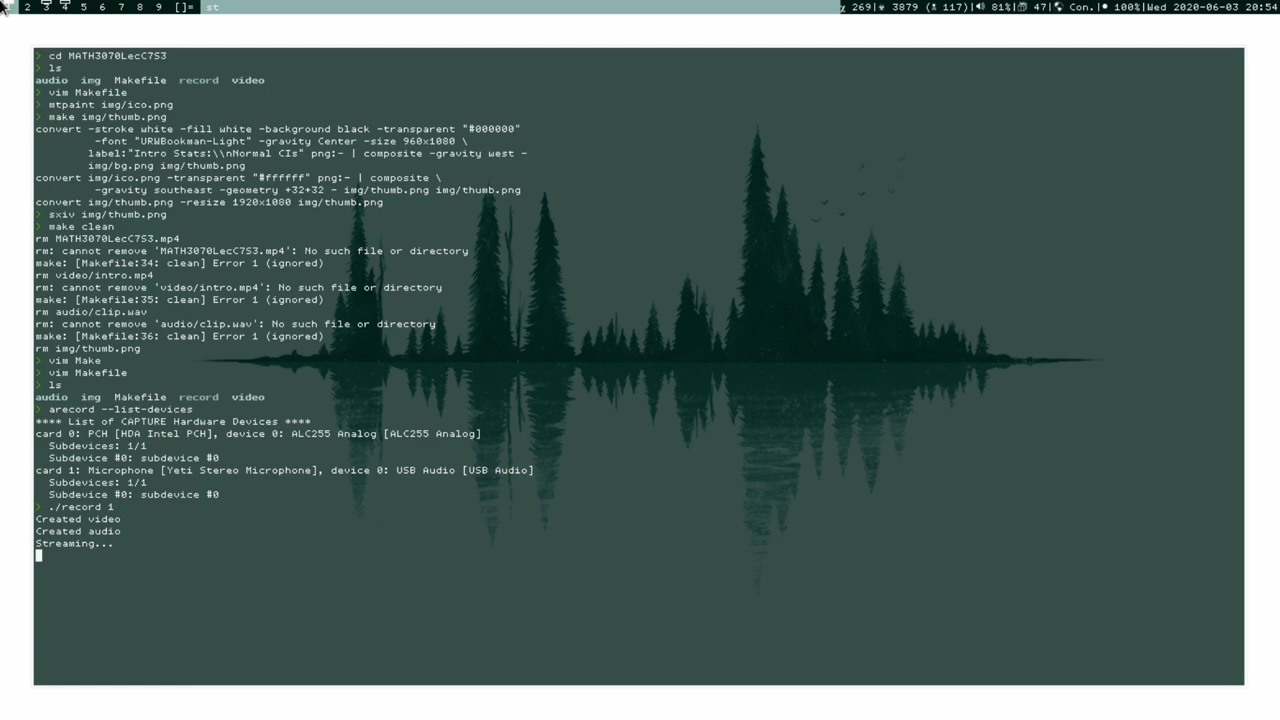 2 3 4 5 6 7 8 9 []= st 269| 3879 ( 117)| 81%| 47| Con.| 100%|Wed 2020-06-03 20:54
> cd MATH3070LecC7S3
> ls
audio img Makefile record video
> vim Makefile
> mtpaint img/ico.png
> make img/thumb.png
convert -stroke white -fill white -background black -transparent "#000000"
-font "URWBookman-Light" -gravity Center -size 960x1080 \
label:"Intro Stats:\\nNormal CIs" png:- | composite -gravity west -
img/bg.png img/thumb.png
convert img/ico.png -transparent "#ffffff" png:- | composite \
-gravity southeast -geometry +32+32 - img/thumb.png img/thumb.png
convert img/thumb.png -resize 1920x1080 img/thumb.png
> sxiv img/thumb.png
> make clean
rm MATH3070LecC7S3.mp4
rm: cannot remove 'MATH3070LecC7S3.mp4': No such file or directory
make: [Makefile:34: clean] Error 1 (ignored)
rm video/intro.mp4
rm: cannot remove 'video/intro.mp4': No such file or directory
make: [Makefile:35: clean] Error 1 (ignored)
rm audio/clip.wav
rm: cannot remove 'audio/clip.wav': No such file or directory
make: [Makefile:36: clean] Error 1 (ignored)
rm img/thumb.png
> vim Make
> vim Makefile
> ls
audio img Makefile record video
> arecord --list-devices
**** List of CAPTURE Hardware Devices ****
card 0: PCH [HDA Intel PCH], device 0: ALC255 Analog [ALC255 Analog]
Subdevices: 1/1
Subdevice #0: subdevice #0
card 1: Microphone [Yeti Stereo Microphone], device 0: USB Audio [USB Audio]
Subdevices: 1/1
Subdevice #0: subdevice #0
> ./record 1
Created video
Created audio
Streaming...